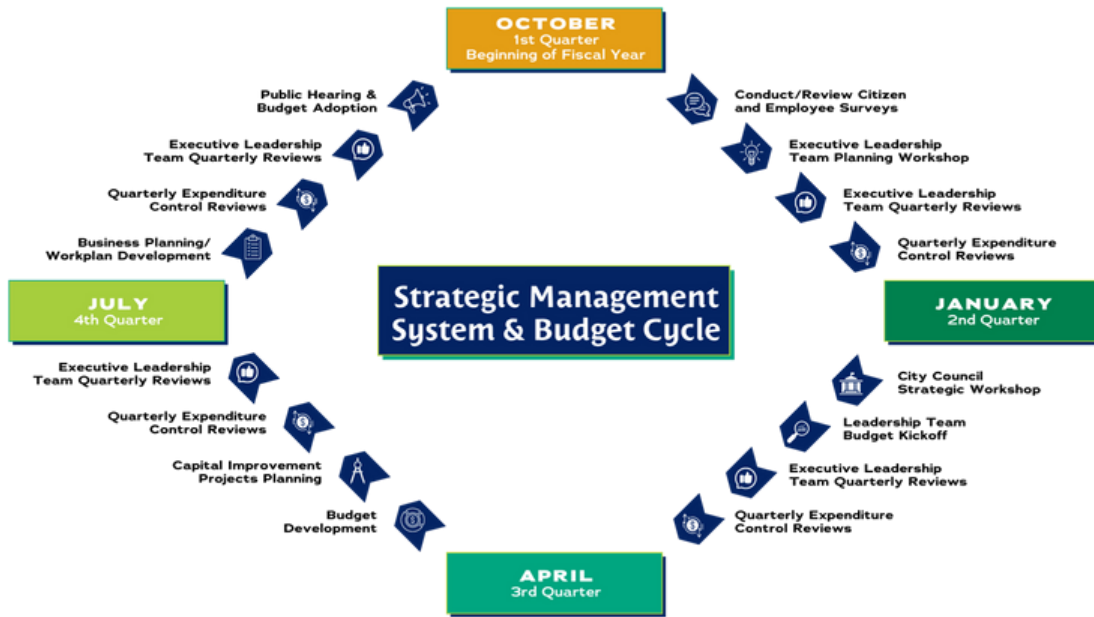 OCTOBER
1st Quarter
Beginning of Fiscal Year
Conduct/Review Citizen
and Employee Surveys
Executive Leadership
Team Planning Workshop
Executive Leadership
Team Quarterly Reviews
Quarterly Expenditure
Control Reviews
JANUARY
2nd Quarter
City Council
Strategic Workshop
Leadership Team
Budget Kickoff
Executive Leadership
Team Quarterly Reviews
Quarterly Expenditure
Control Reviews
APRIL
3rd Quarter
Budget
Development
Capital Improvement
Projects Planning
Quarterly Expenditure
Control Reviews
Executive Leadership
Team Quarterly Reviews
JULY
4th Quarter
Business Planning/
Workplan Development
Quarterly Expenditure
Control Reviews
Executive Leadership
Team Quarterly Reviews
Public Hearing &
Budget Adoption
Strategic Management
System & Budget Cycle